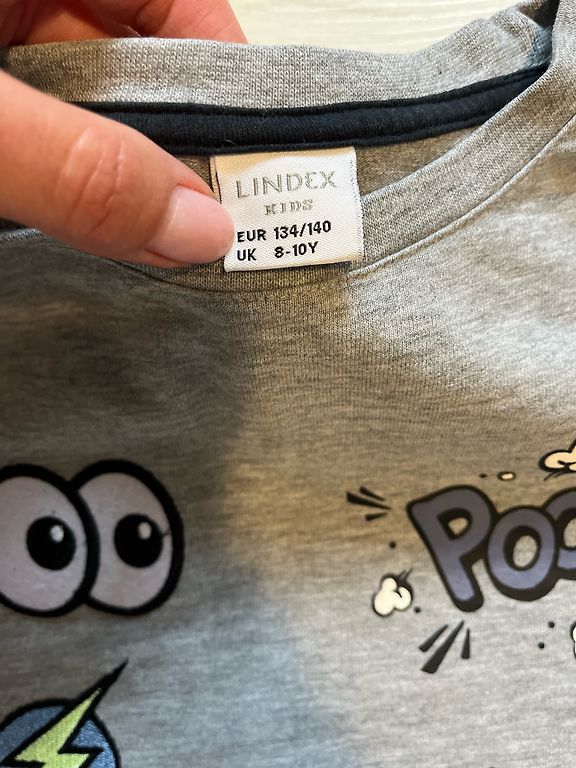 LINDEX
KIDS
EUR 134/140
UK 8-10Y